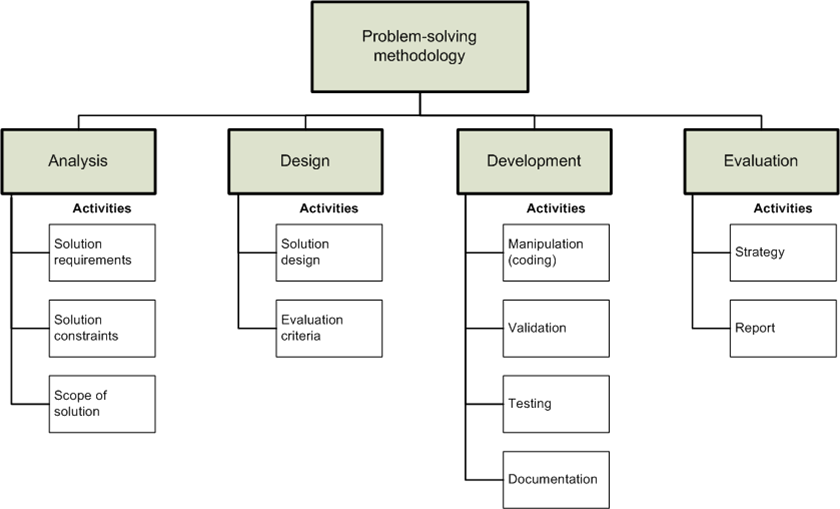 Problem-solving
methodology
Analysis
Design
Development
Evaluation
Activities
Solution
requirements
Solution
constraints
Scope of
solution
Activities
Solution
design
Evaluation
criteria
Activities
Manipulation
(coding)
Validation
Testing
Documentation
Activities
Strategy
Report